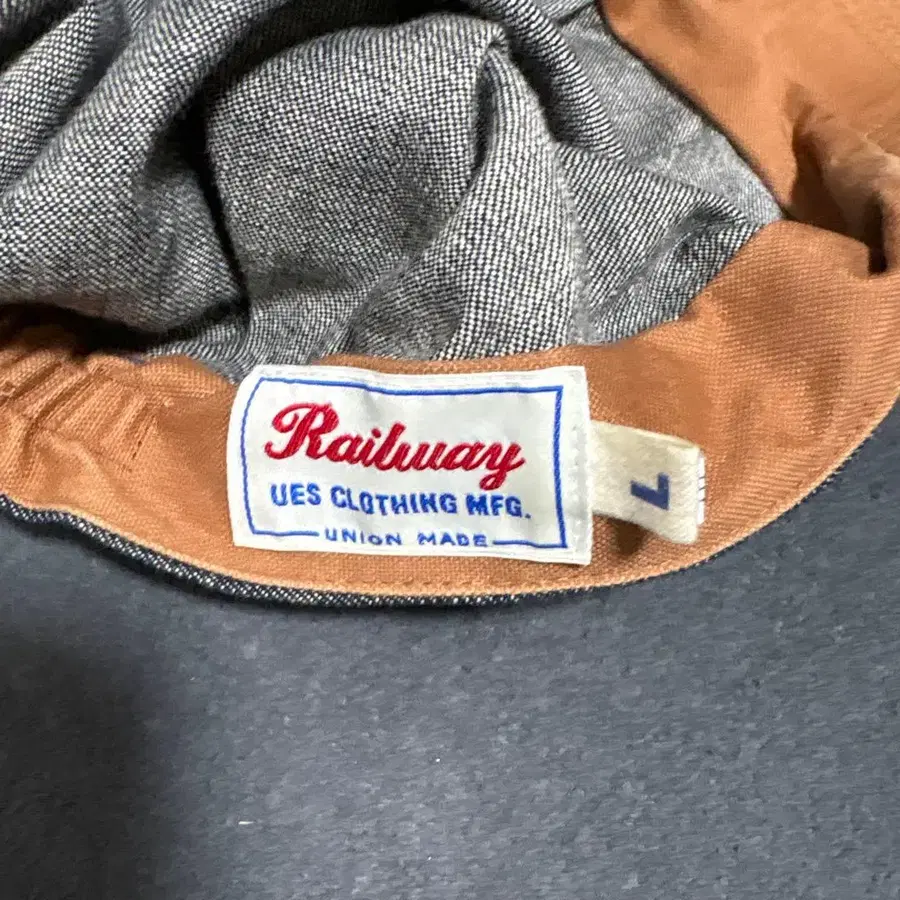 Railway
UES CLOTHING MFG.
UNION MADE
L